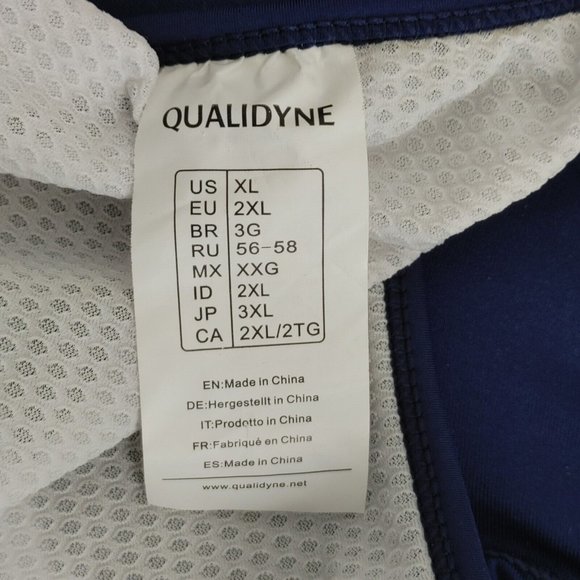 QUALIDYNE
US XL
EU 2XL
BR 3G
RU 56-58
MX XXG
ID 2XL
JP 3XL
CA 2XL/2TG
EN:Made in China
DE:Hergestellt in China
IT:Prodotto in China
FR:Fabriqué en China
ES:Made in China
www.qualidyne.net